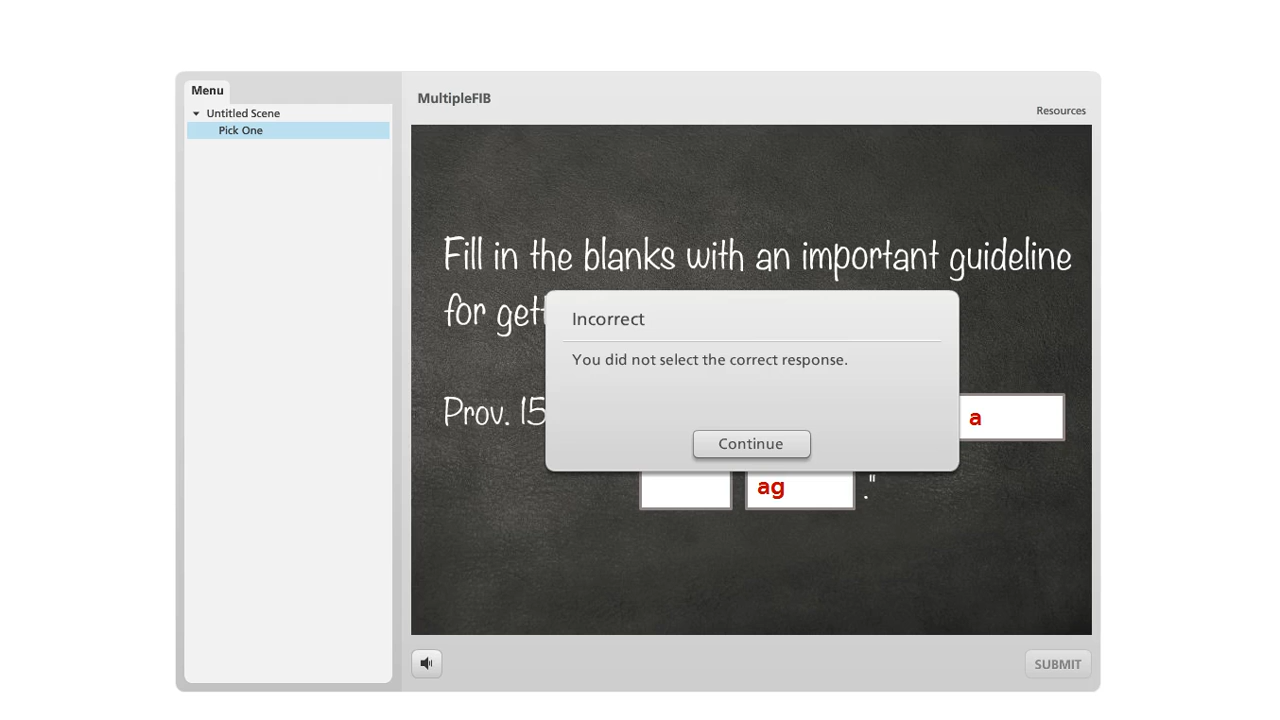 Menu
Untitled Scene
Pick One
MultipleFIB
Resources
Fill in the blanks with an important guideline
for gett
Incorrect
You did not select the correct response.
Prov. 15
a
Continue
ag
."
SUBMIT